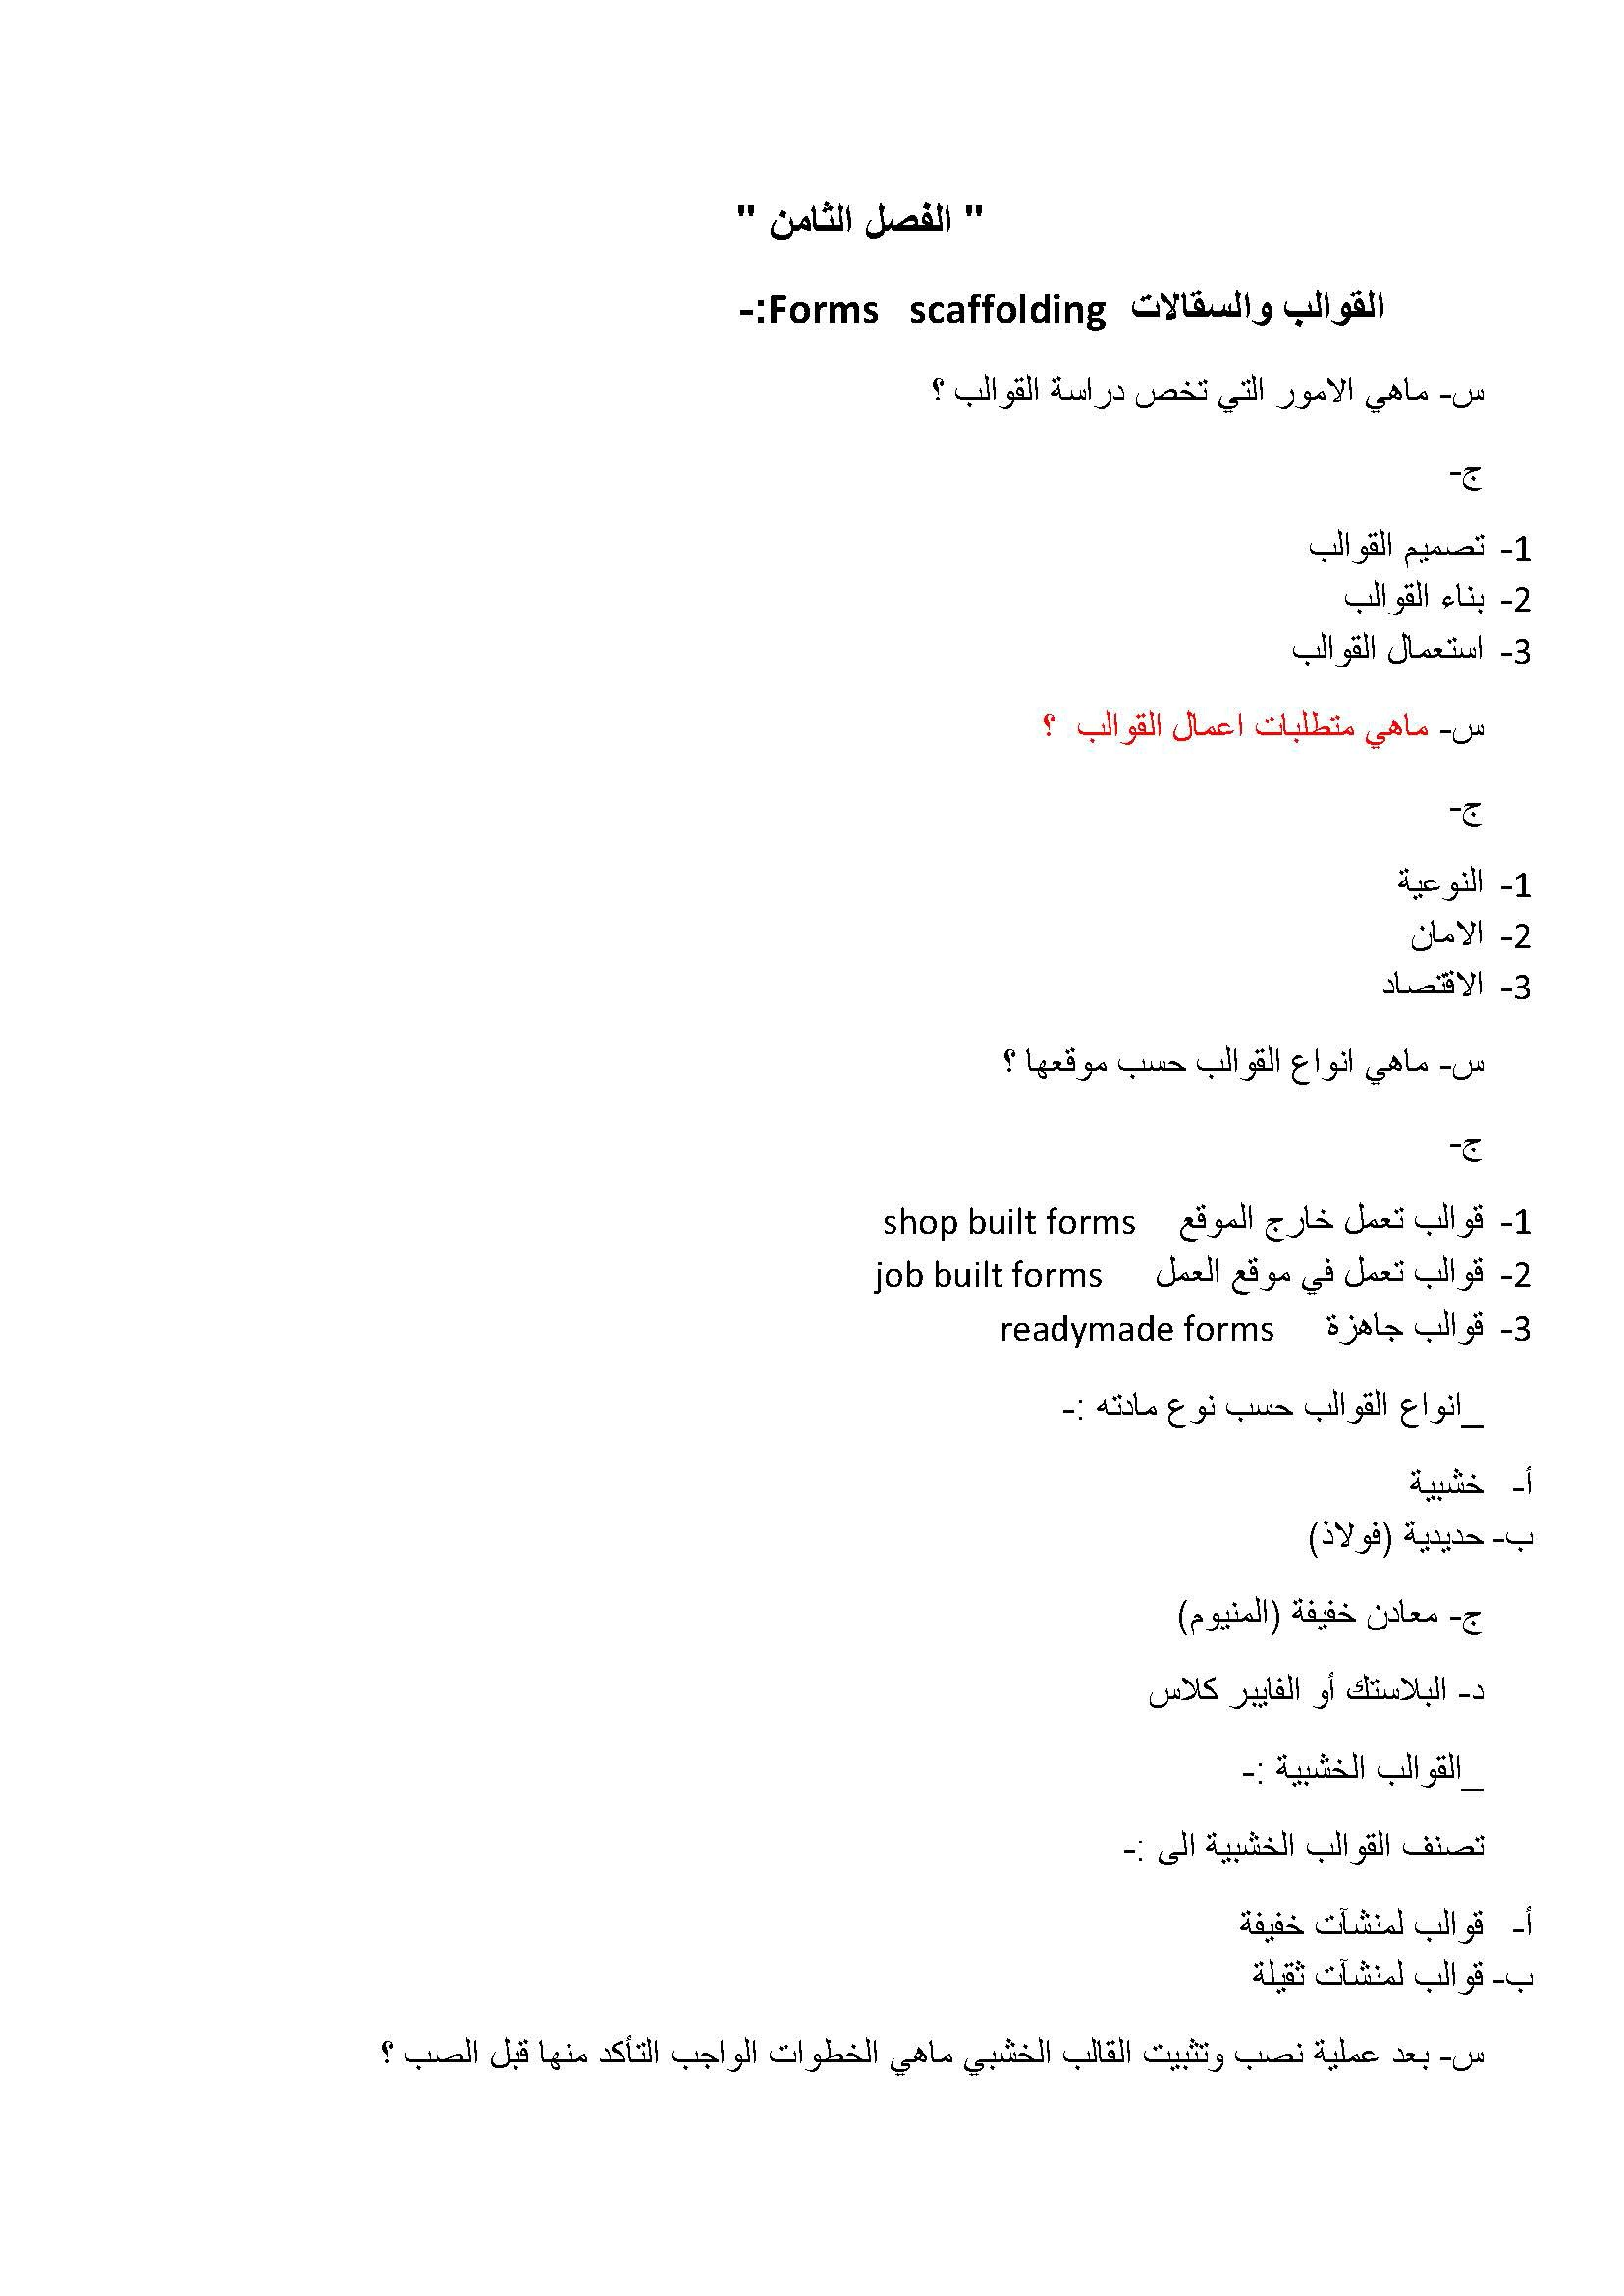 " الفصل الثامن "
القوالب والسقالات Forms scaffolding:-
س- ماهي الامور التي تخص دراسة القوالب ؟
ج-
1- تصميم القوالب
2- بناء القوالب
3- استعمال القوالب
س- ماهي متطلبات اعمال القوالب ؟
ج-
1- النوعية
2- الامان
3- الاقتصاد
س- ماهي انواع القوالب حسب موقعها ؟
ج-
1- قوالب تعمل خارج الموقع shop built forms
2- قوالب تعمل في موقع العمل job built forms
3- قوالب جاهزة readymade forms
_انواع القوالب حسب نوع مادته :-
أ- خشبية
ب- حديدية (فولاذ)
ج- معادن خفيفة (المنيوم)
د- البلاستك أو الفايبر كلاس
_القوالب الخشبية :-
تصنف القوالب الخشبية الى :-
أ- قوالب لمنشآت خفيفة
ب- قوالب لمنشآت ثقيلة
س- بعد عملية نصب وتثبيت القالب الخشبي ماهي الخطوات الواجب التأكد منها قبل الصب ؟